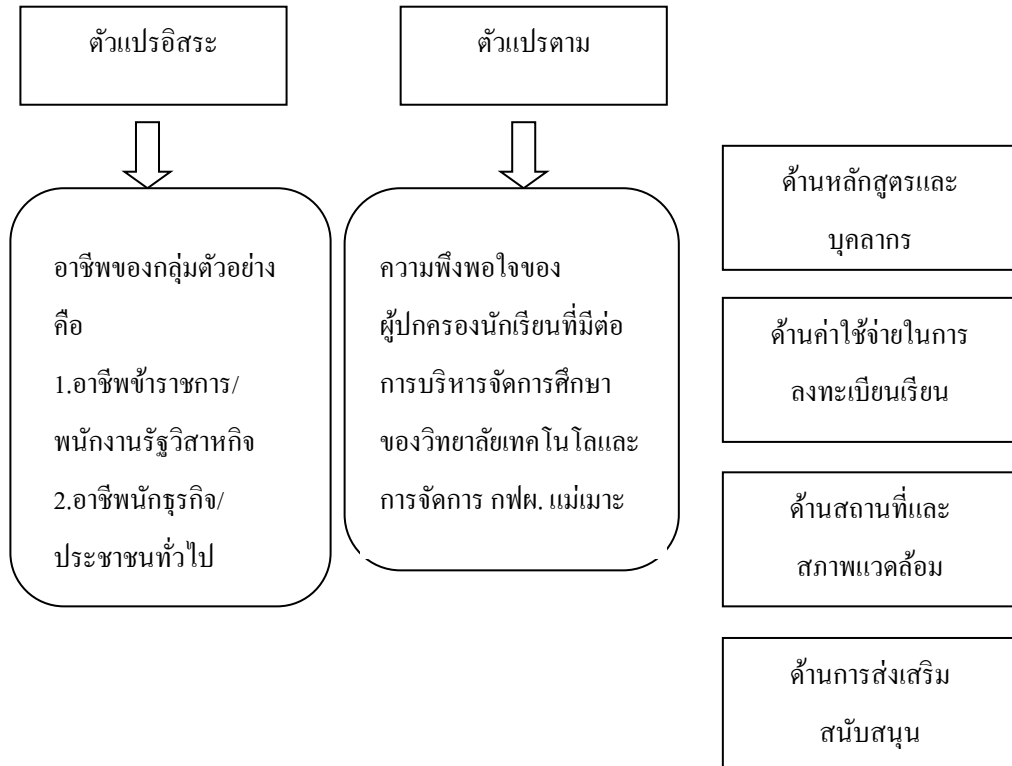 ตัวแปรอิสระ
ตัวแปรตาม
อาชีพของกลุ่มตัวอย่าง
คือ
1.อาชีพข้าราชการ/
พนักงานรัฐวิสาหกิจ
2.อาชีพนักธุรกิจ/
ประชาชนทั่วไป
ความพึงพอใจของ
ผู้ปกครองนักเรียนที่มีต่อ
การบริหารจัดการศึกษา
ของวิทยาลัยเทคโนโลและ
การจัดการ กฟผ. แม่เมาะ
ด้านหลักสูตรและ
บุคลากร
ด้านค่าใช้จ่ายในการ
ลงทะเบียนเรียน
ด้านสถานที่และ
สภาพแวดล้อม
ด้านการส่งเสริม
สนับสนุน